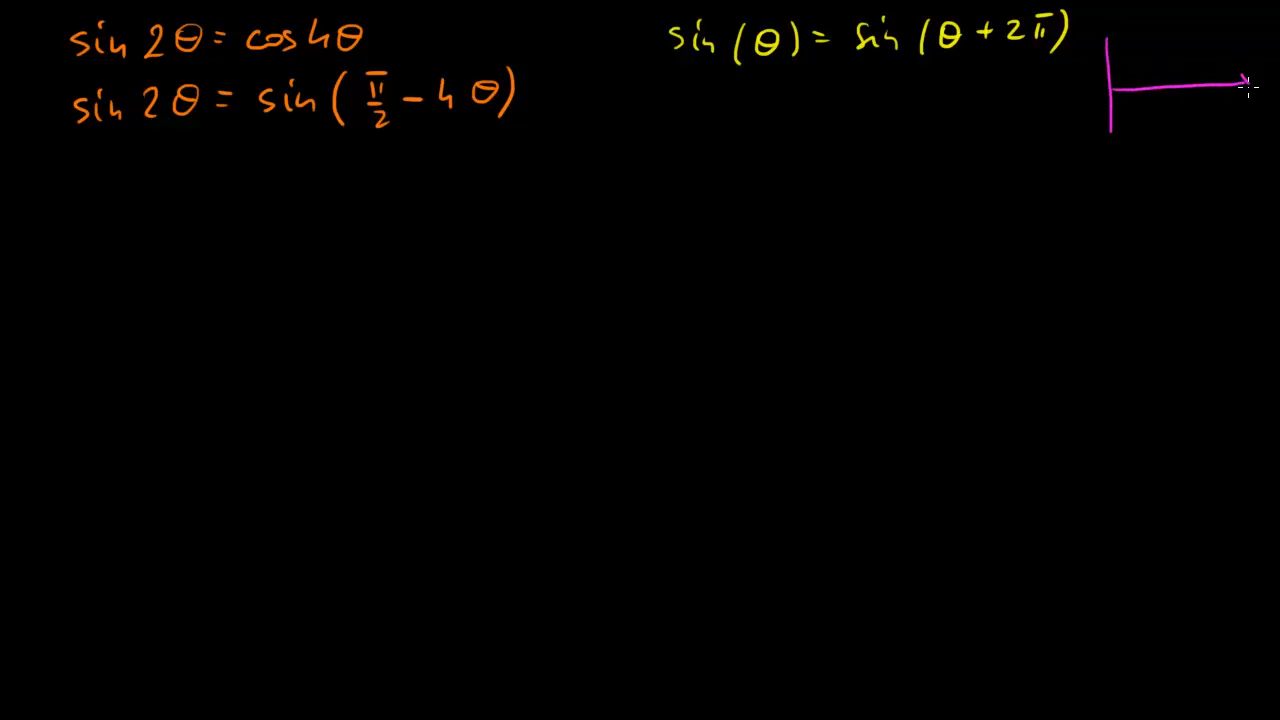 sin 2θ = cos 4θ
sin 2θ = sin ( π/2 − 4 θ )
sin ( θ ) = sin ( θ + 2π )